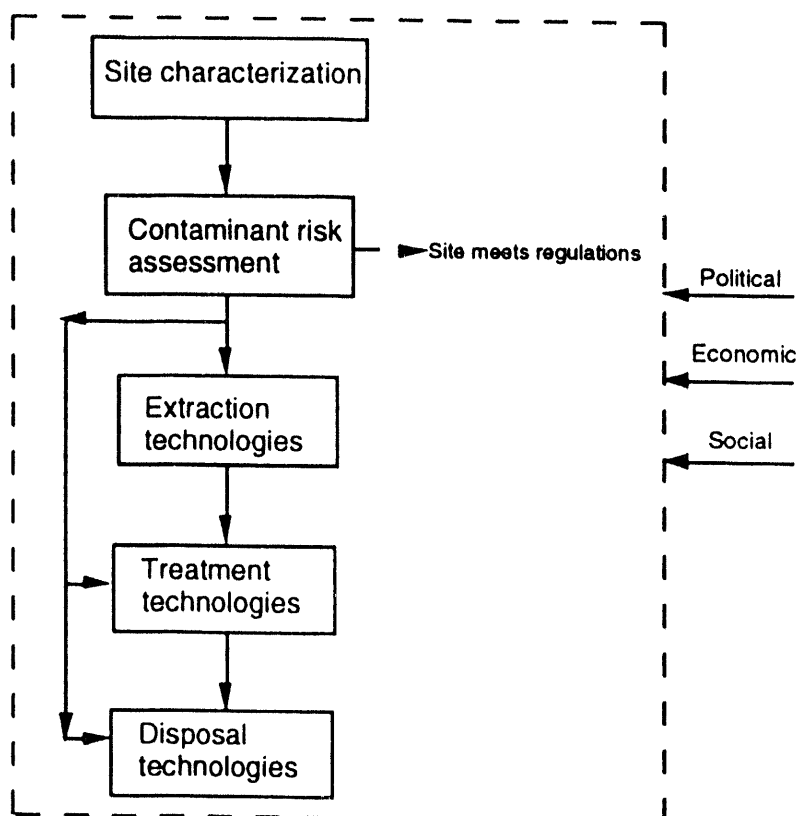 Site characterization
Contaminant risk
assessment
Site meets regulations
Political
Economic
Social
Extraction
technologies
Treatment
technologies
Disposal
technologies